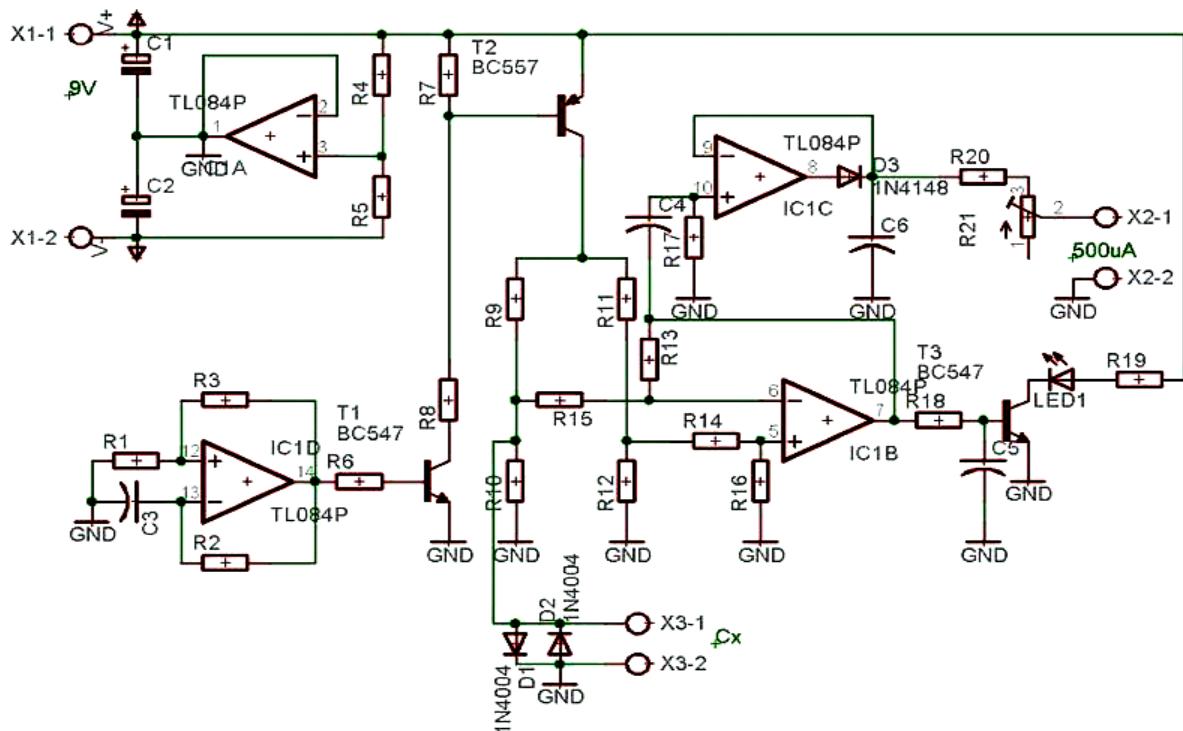 X1-1
V+
C1
9V
TL084P
2
1
3
GND
IC1A
C2
X1-2
V-
R4
R5
R7
T2
BC557
TL084P
9
8
10
IC1C
D3
1N4148
C4
R17
GND
C6
GND
R20
3
R21
1
2
X2-1
500uA
X2-2
GND
R9
R11
R13
R15
R14
6
5
7
TL084P
IC1B
T3
BC547
R18
LED1
R19
C5
GND
GND
R3
R1
12
13
14
IC1D
TL084P
C3
GND
R2
R6
T1
BC547
R8
GND
R10
GND
R12
GND
R16
GND
D2
1N4004
X3-1
Cx
X3-2
D1
1N4004
GND